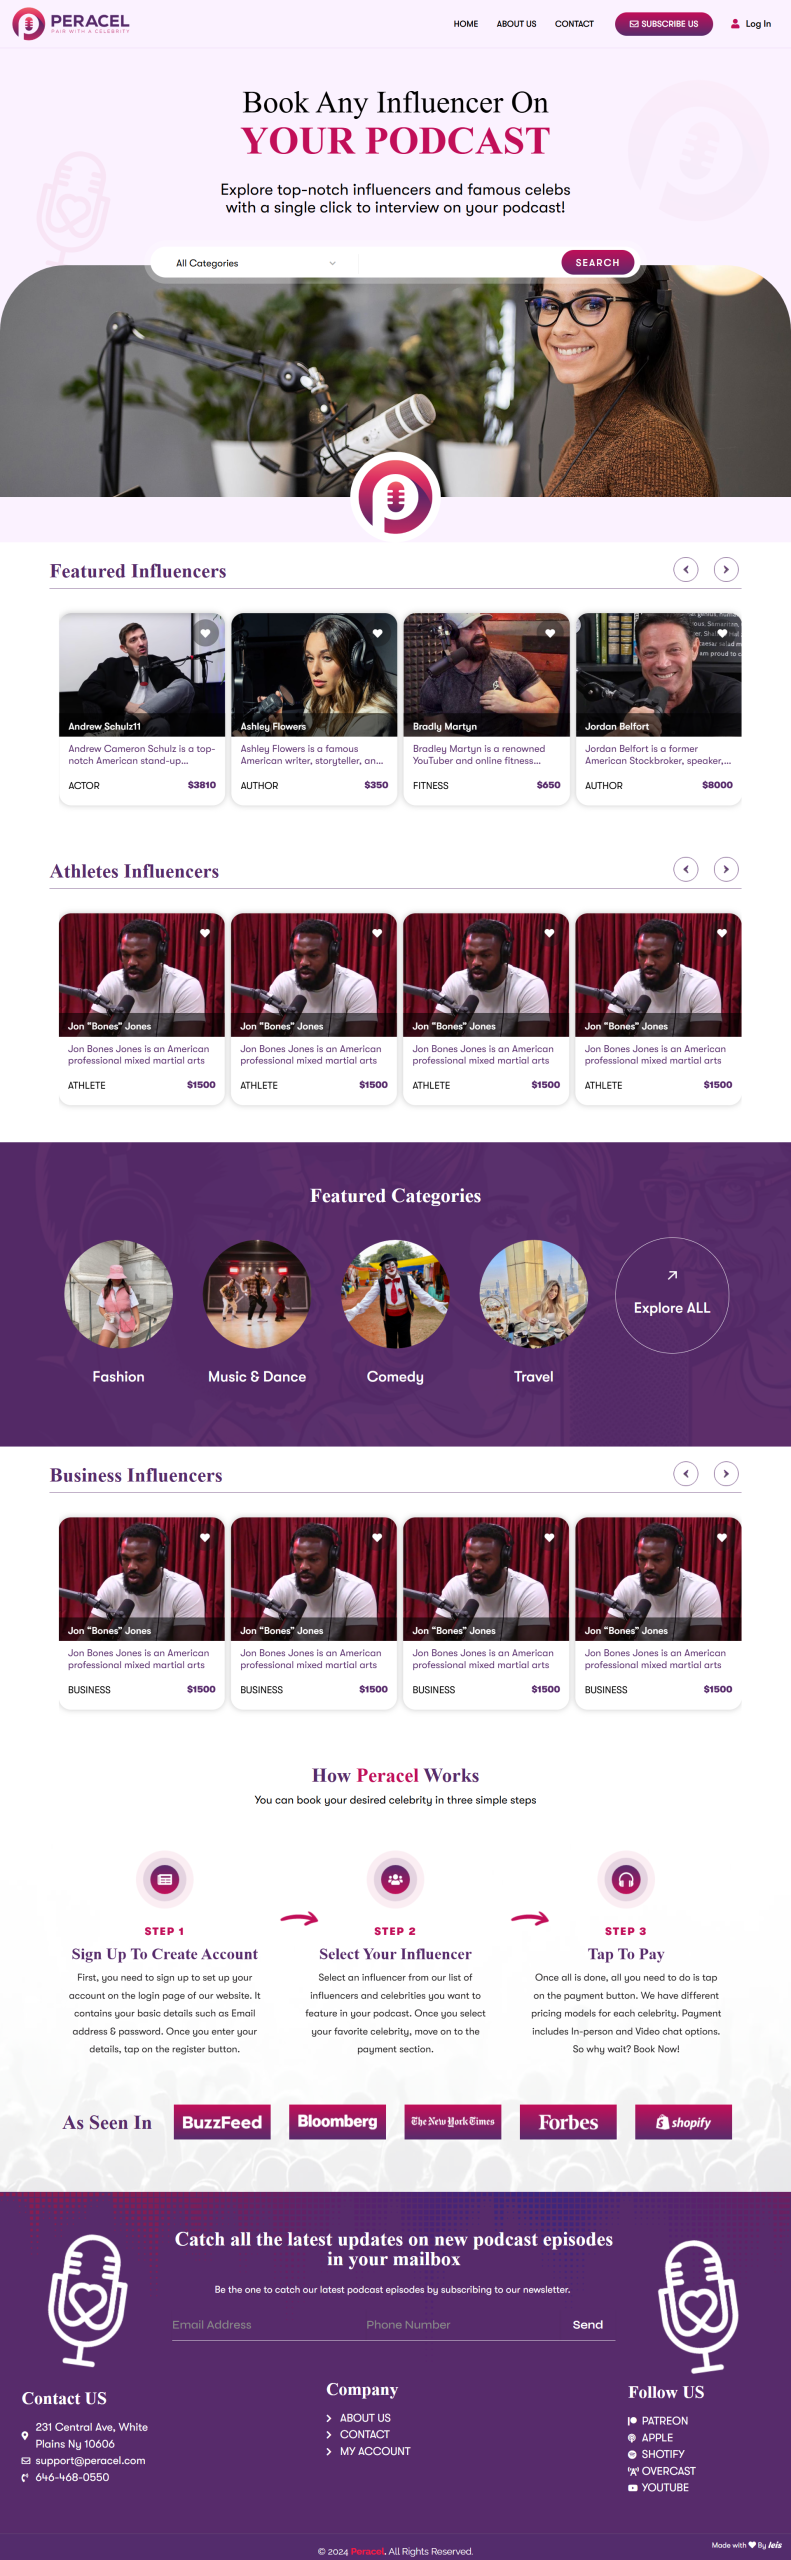 PERACEL
PAIR WITH A CELEBRITY
HOME
ABOUT US
CONTACT
SUBSCRIBE US
Log In
Book Any Influencer On
YOUR PODCAST
Explore top-notch influencers and famous celebs
with a single click to interview on your podcast!
All Categories
SEARCH
Featured Influencers
Andrew Schulz11
Andrew Cameron Schulz is a top-
notch American stand-up...
ACTOR
$3810
Ashley Flowers
Ashley Flowers is a famous
American writer, storyteller, an...
AUTHOR
$350
Bradly Martyn
Bradley Martyn is a renowned
YouTuber and online fitness...
FITNESS
$650
Jordan Belfort
Jordan Belfort is a former
American Stockbroker, speaker,...
AUTHOR
$8000
Athletes Influencers
Jon “Bones” Jones
Jon Bones Jones is an American
professional mixed martial arts
ATHLETE
$1500
Jon “Bones” Jones
Jon Bones Jones is an American
professional mixed martial arts
ATHLETE
$1500
Jon “Bones” Jones
Jon Bones Jones is an American
professional mixed martial arts
ATHLETE
$1500
Jon “Bones” Jones
Jon Bones Jones is an American
professional mixed martial arts
ATHLETE
$1500
Featured Categories
Fashion
Music & Dance
Comedy
Travel
Explore ALL
Business Influencers
Jon “Bones” Jones
Jon Bones Jones is an American
professional mixed martial arts
BUSINESS
$1500
Jon “Bones” Jones
Jon Bones Jones is an American
professional mixed martial arts
BUSINESS
$1500
Jon “Bones” Jones
Jon Bones Jones is an American
professional mixed martial arts
BUSINESS
$1500
Jon “Bones” Jones
Jon Bones Jones is an American
professional mixed martial arts
BUSINESS
$1500
How Peracel Works
You can book your desired celebrity in three simple steps
STEP 1
Sign Up To Create Account
First, you need to sign up to set up your
account on the login page of our website. It
contains your basic details such as Email
address & password. Once you enter your
details, tap on the register button.
STEP 2
Select Your Influencer
Select an influencer from our list of
influencers and celebrities you want to
feature in your podcast. Once you select
your favorite celebrity, move on to the
payment section.
STEP 3
Tap To Pay
Once all is done, all you need to do is tap
on the payment button. We have different
pricing models for each celebrity. Payment
includes In-person and Video chat options.
So why wait? Book Now!
As Seen In
BuzzFeed
Bloomberg
The New York Times
Forbes
shopify
Catch all the latest updates on new podcast episodes
in your mailbox
Be the one to catch our latest podcast episodes by subscribing to our newsletter.
Email Address
Phone Number
Send
Contact US
231 Central Ave, White
Plains Ny 10606
support@peracel.com
646-468-0550
Company
ABOUT US
CONTACT
MY ACCOUNT
Follow US
PATREON
APPLE
SHOTIFY
OVERCAST
YOUTUBE
© 2024 Peracel. All Rights Reserved.
Made with By leis